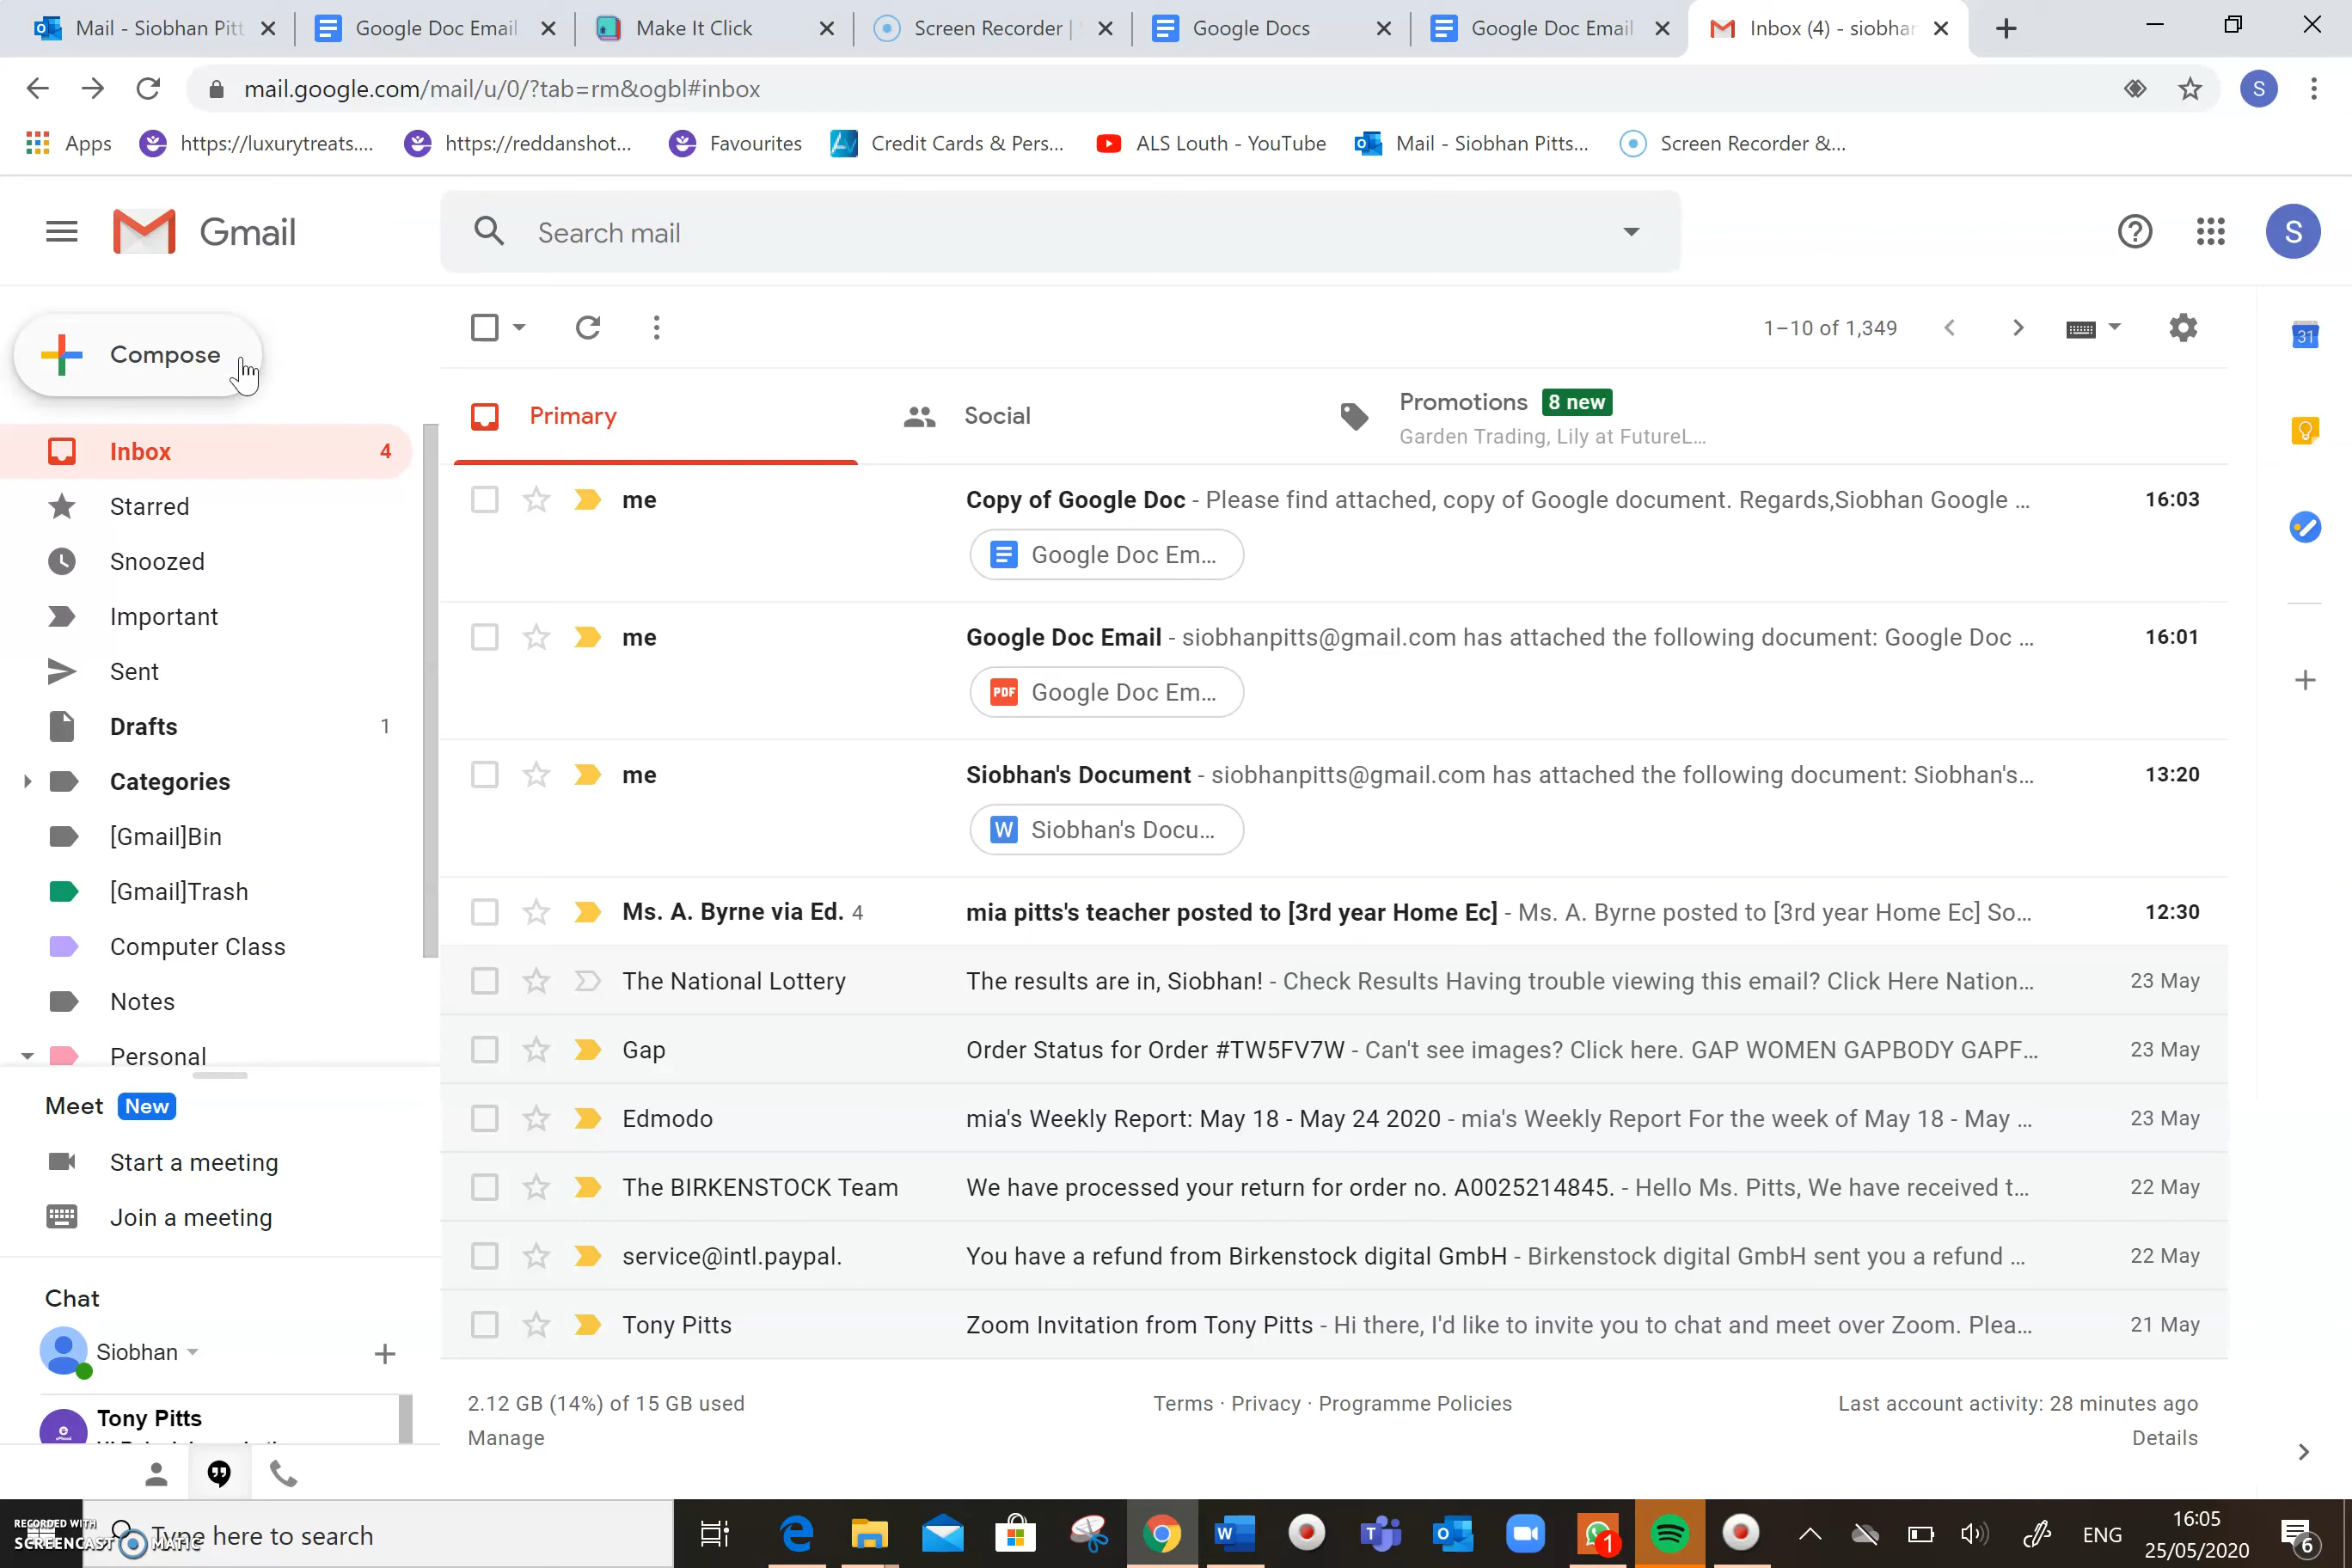 Mail - Siobhan Pitt
Google Doc Email
Make It Click
Screen Recorder |
Google Docs
Google Doc Email
Inbox (4) - siobhan
mail.google.com/mail/u/0/?tab=rm&ogbl#inbox
S
Apps
https://luxurytreats....
https://reddanshot...
Favourites
Credit Cards & Pers...
ALS Louth - YouTube
Mail - Siobhan Pitts...
Screen Recorder &...
Gmail
Search mail
S
Compose
1–10 of 1,349
31
Primary
Social
Promotions 8 new
Garden Trading, Lily at FutureL...
Inbox 4
Starred
Snoozed
Important
Sent
Drafts 1
Categories
[Gmail]Bin
[Gmail]Trash
Computer Class
Notes
Personal
me Copy of Google Doc - Please find attached, copy of Google document. Regards,Siobhan Google ... 16:03
Google Doc Em...
me Google Doc Email - siobhanpitts@gmail.com has attached the following document: Google Doc ... 16:01
PDF Google Doc Em...
me Siobhan's Document - siobhanpitts@gmail.com has attached the following document: Siobhan's... 13:20
W Siobhan's Docu...
Ms. A. Byrne via Ed. 4 mia pitts's teacher posted to [3rd year Home Ec] - Ms. A. Byrne posted to [3rd year Home Ec] So... 12:30
The National Lottery The results are in, Siobhan! - Check Results Having trouble viewing this email? Click Here Nation... 23 May
Gap Order Status for Order #TW5FV7W - Can't see images? Click here. GAP WOMEN GAPBODY GAPF... 23 May
Edmodo mia's Weekly Report: May 18 - May 24 2020 - mia's Weekly Report For the week of May 18 - May ... 23 May
The BIRKENSTOCK Team We have processed your return for order no. A0025214845. - Hello Ms. Pitts, We have received t... 22 May
service@intl.paypal. You have a refund from Birkenstock digital GmbH - Birkenstock digital GmbH sent you a refund ... 22 May
Tony Pitts Zoom Invitation from Tony Pitts - Hi there, I'd like to invite you to chat and meet over Zoom. Plea... 21 May
Meet New
Start a meeting
Join a meeting
Chat
Siobhan
Tony Pitts
2.12 GB (14%) of 15 GB used
Manage
Terms · Privacy · Programme Policies
Last account activity: 28 minutes ago
Details
RECORDED WITH
SCREENCAST MATIC
Type here to search
W
T
1
ENG
16:05
25/05/2020
6